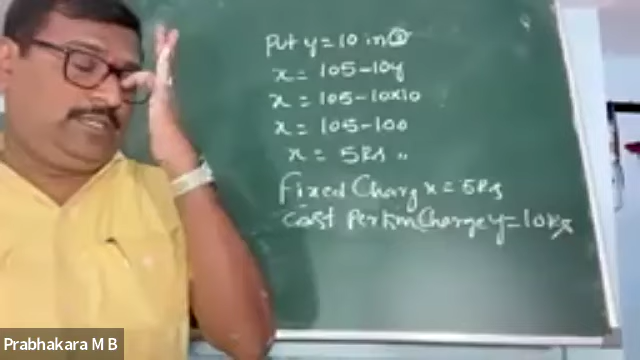 Put y=10 in ②
x = 105-10y
x = 105-10×10
x = 105-100
x = 5Rs "
Fixed Charg x = 5Rs
Cost Per km Charge y = 10Rs
Prabhakara M B